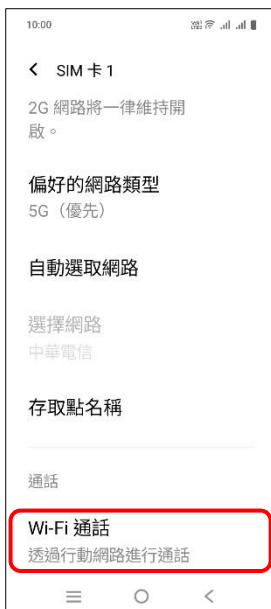 10:00
SIM 卡 1
2G 網路將一律維持開
啟。
偏好的網路類型
5G（優先）
自動選取網路
選擇網路
中華電信
存取點名稱
通話
Wi-Fi 通話
透過行動網路進行通話